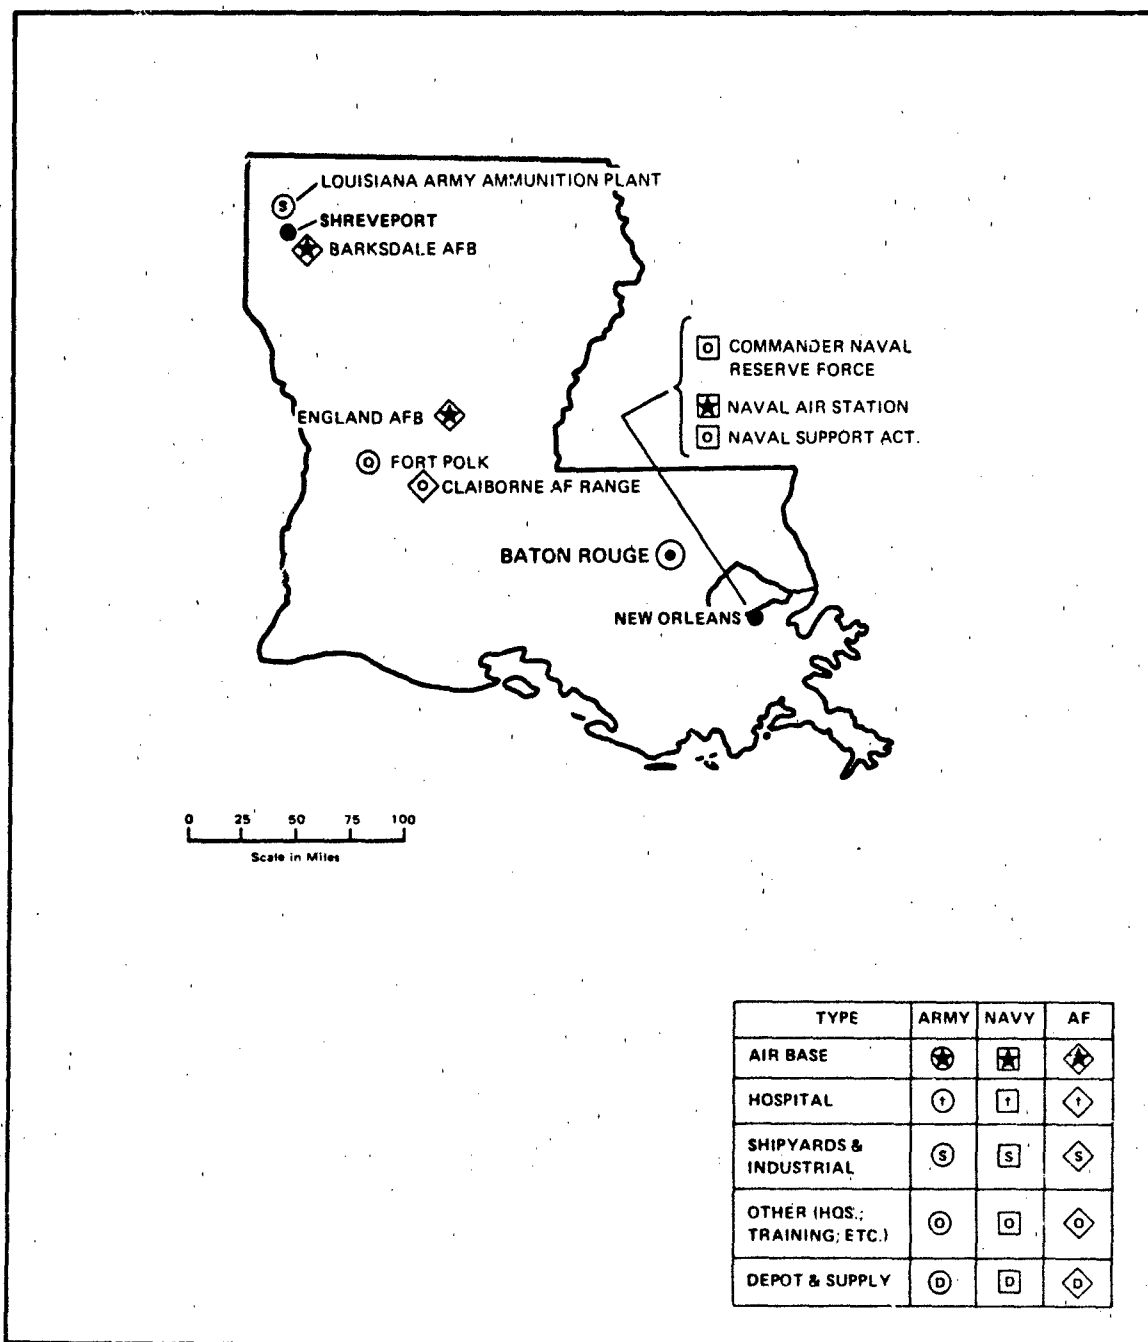 LOUISIANA ARMY AMMUNITION PLANT
S
SHREVEPORT
BARKSDALE AFB
O COMMANDER NAVAL
RESERVE FORCE
NAVAL AIR STATION
O NAVAL SUPPORT ACT.
ENGLAND AFB
O FORT POLK
O CLAIBORNE AF RANGE
BATON ROUGE
NEW ORLEANS
0 25 50 75 100
Scale in Miles
TYPE ARMY NAVY AF
AIR BASE
HOSPITAL † † †
SHIPYARDS &
INDUSTRIAL S S S
OTHER (HQS.;
TRAINING; ETC.) O O O
DEPOT & SUPPLY D D D